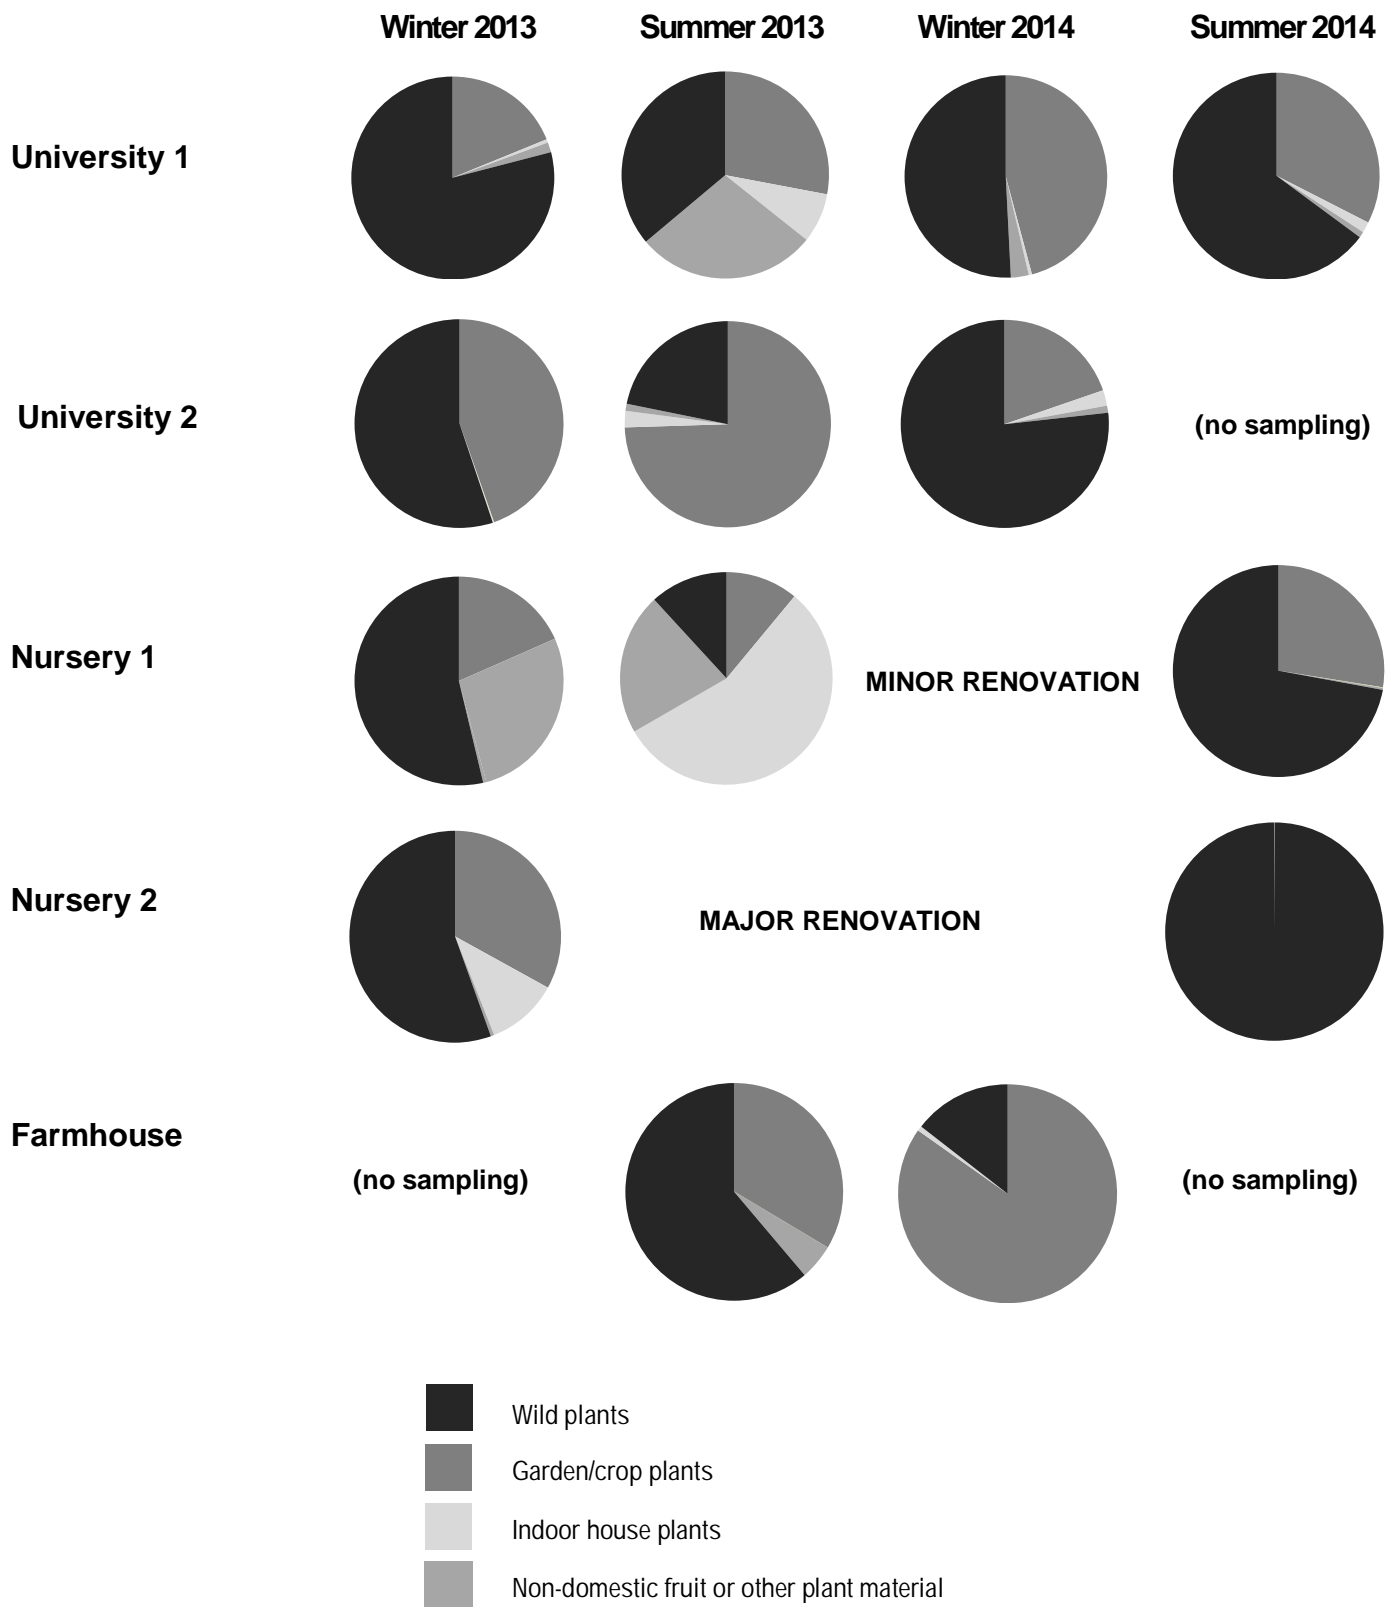 Winter 2013 Summer 2013 Winter 2014 Summer 2014
University 1
University 2 (no sampling)
Nursery 1 MINOR RENOVATION
Nursery 2 MAJOR RENOVATION
Farmhouse
(no sampling) (no sampling)
Wild plants
Garden/crop plants
Indoor house plants
Non-domestic fruit or other plant material